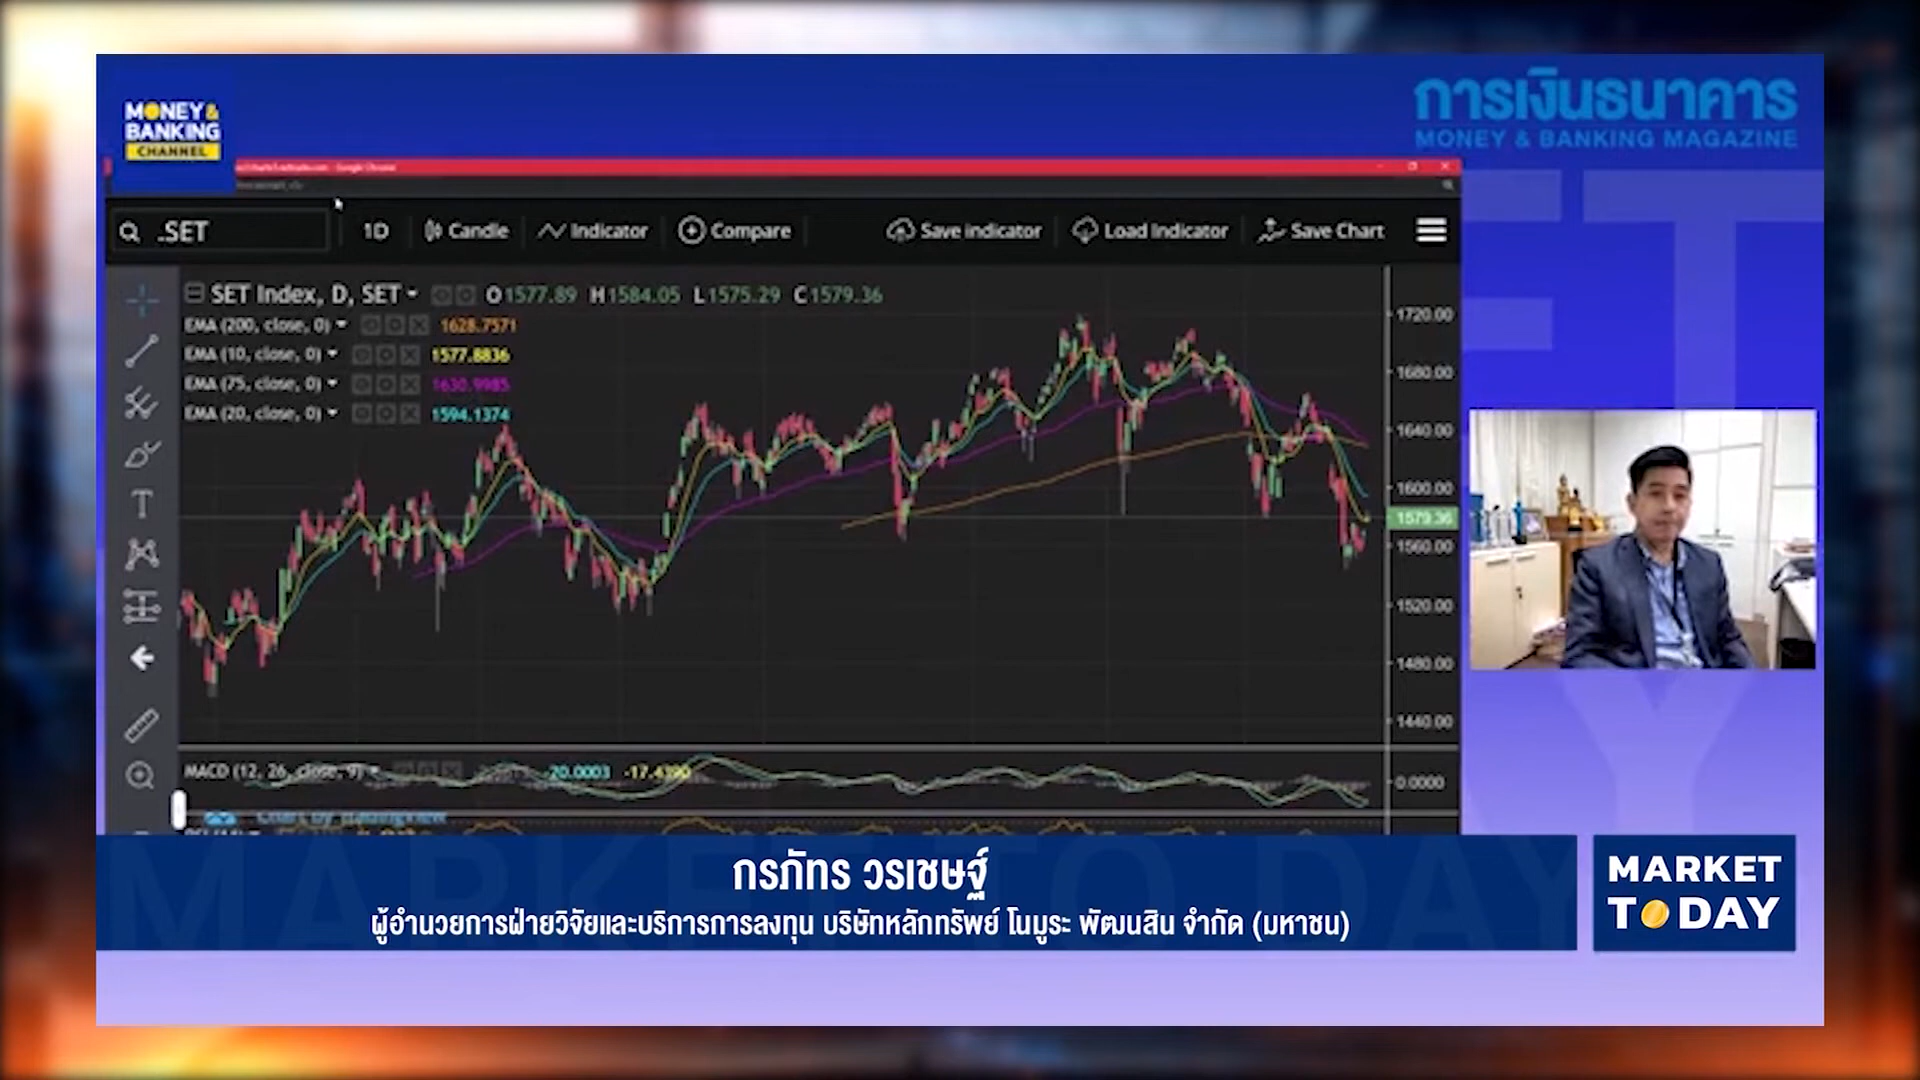 MONEY &
BANKING
CHANNEL
การเงินธนาคาร
MONEY & BANKING MAGAZINE
Google Chrome
.SET
1D
Candle
Indicator
Compare
Save indicator
Load Indicator
Save Chart
SET Index, D, SET O1577.89 H1584.05 L1575.29 C1579.36
EMA (200, close, 0) 1628.7571
EMA (10, close, 0) 1577.8836
EMA (75, close, 0) 1630.9985
EMA (20, close, 0) 1594.1374
1720.00
1680.00
1640.00
1600.00
1579.36
1560.00
1520.00
1480.00
1440.00
MACD (12, 26, close, 9) -20.0003 -17.4390
0.0000
Chart by TradingView
กรภัทร วรเชษฐ์
ผู้อำนวยการฝ่ายวิจัยและบริการการลงทุน บริษัทหลักทรัพย์ โนมูระ พัฒนสิน จำกัด (มหาชน)
MARKET
TODAY